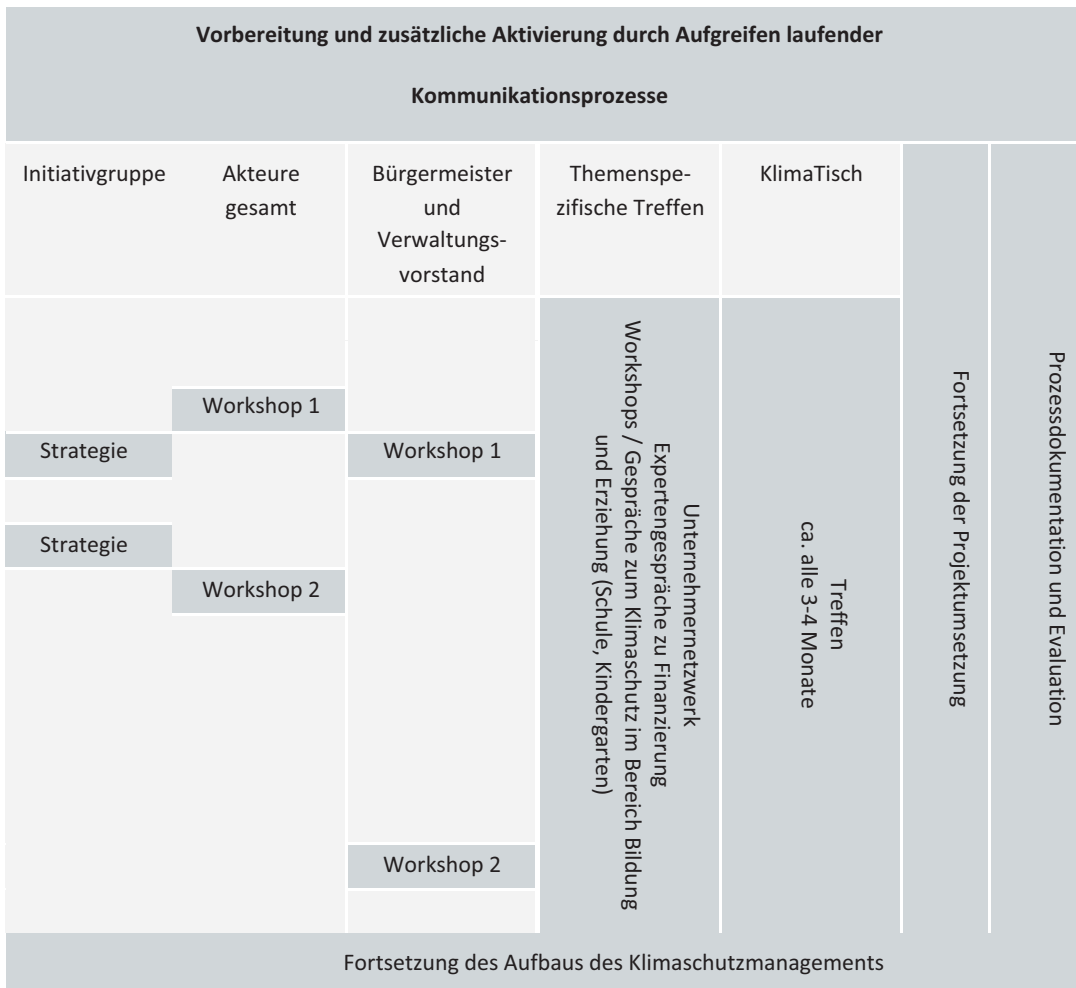 Vorbereitung und zusätzliche Aktivierung durch Aufgreifen laufender
Kommunikationsprozesse
Initiativgruppe
Akteure
gesamt
Bürgermeister
und
Verwaltungs-
vorstand
Themenspe-
zifische Treffen
KlimaTisch
Workshop 1
Strategie
Workshop 1
Strategie
Workshop 2
Workshop 2
Unternehmernetzwerk
Expertengespräche zu Finanzierung
Workshops / Gespräche zum Klimaschutz im Bereich Bildung
und Erziehung (Schule, Kindergarten)
Treffen
ca. alle 3-4 Monate
Fortsetzung der Projektumsetzung
Prozessdokumentation und Evaluation
Fortsetzung des Aufbaus des Klimaschutzmanagements